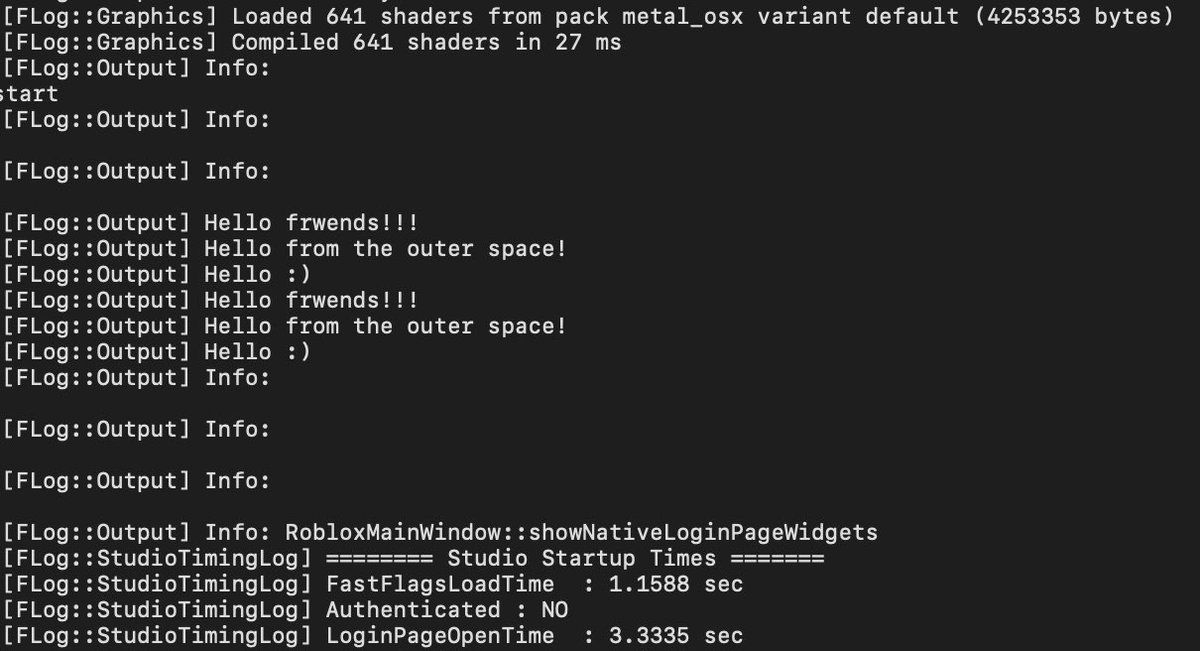 [FLog::Graphics] Loaded 641 shaders from pack metal_osx variant default (4253353 bytes)
[FLog::Graphics] Compiled 641 shaders in 27 ms
[FLog::Output] Info:
start
[FLog::Output] Info:
[FLog::Output] Info:
[FLog::Output] Hello frwends!!!
[FLog::Output] Hello from the outer space!
[FLog::Output] Hello :)
[FLog::Output] Hello frwends!!!
[FLog::Output] Hello from the outer space!
[FLog::Output] Hello :)
[FLog::Output] Info:
[FLog::Output] Info:
[FLog::Output] Info:
[FLog::Output] Info: RobloxMainWindow::showNativeLoginPageWidgets
[FLog::StudioTimingLog] ======== Studio Startup Times =======
[FLog::StudioTimingLog] FastFlagsLoadTime  : 1.1588 sec
[FLog::StudioTimingLog] Authenticated : NO
[FLog::StudioTimingLog] LoginPageOpenTime  : 3.3335 sec